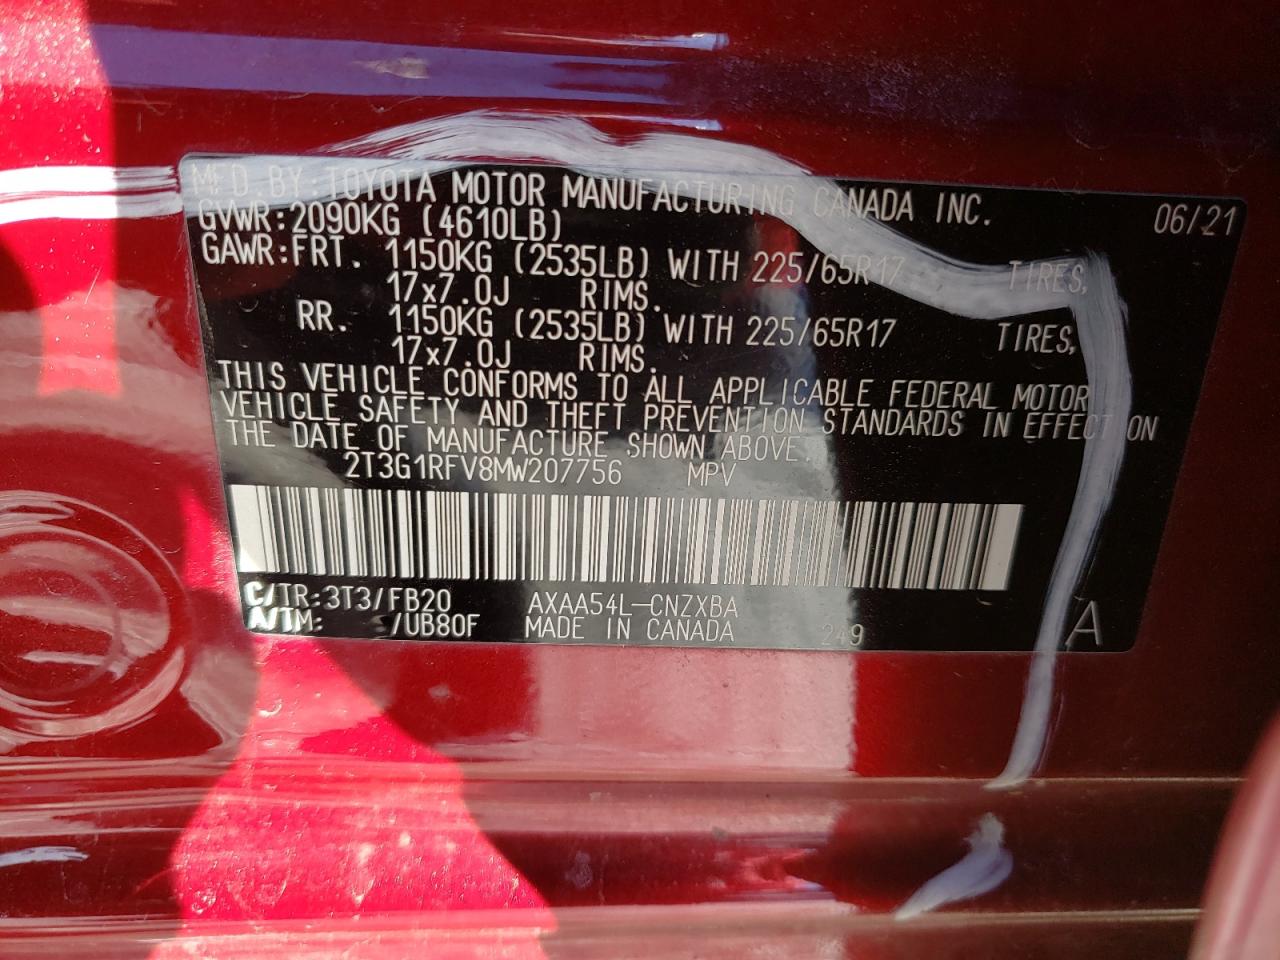 MFD.BY:TOYOTA MOTOR MANUFACTURING CANADA INC. 06/21
GVWR:2090KG (4610LB)
GAWR:FRT. 1150KG (2535LB) WITH 225/65R17 TIRES,
17x7.0J RIMS.
RR. 1150KG (2535LB) WITH 225/65R17 TIRES,
17x7.0J RIMS.
THIS VEHICLE CONFORMS TO ALL APPLICABLE FEDERAL MOTOR
VEHICLE SAFETY AND THEFT PREVENTION STANDARDS IN EFFECT ON
THE DATE OF MANUFACTURE SHOWN ABOVE.
2T3G1RFV8MW207756 MPV
C/TR:3T3/FB20 AXAA54L-CNZXBA
A/TM: /UB80F MADE IN CANADA 249 A